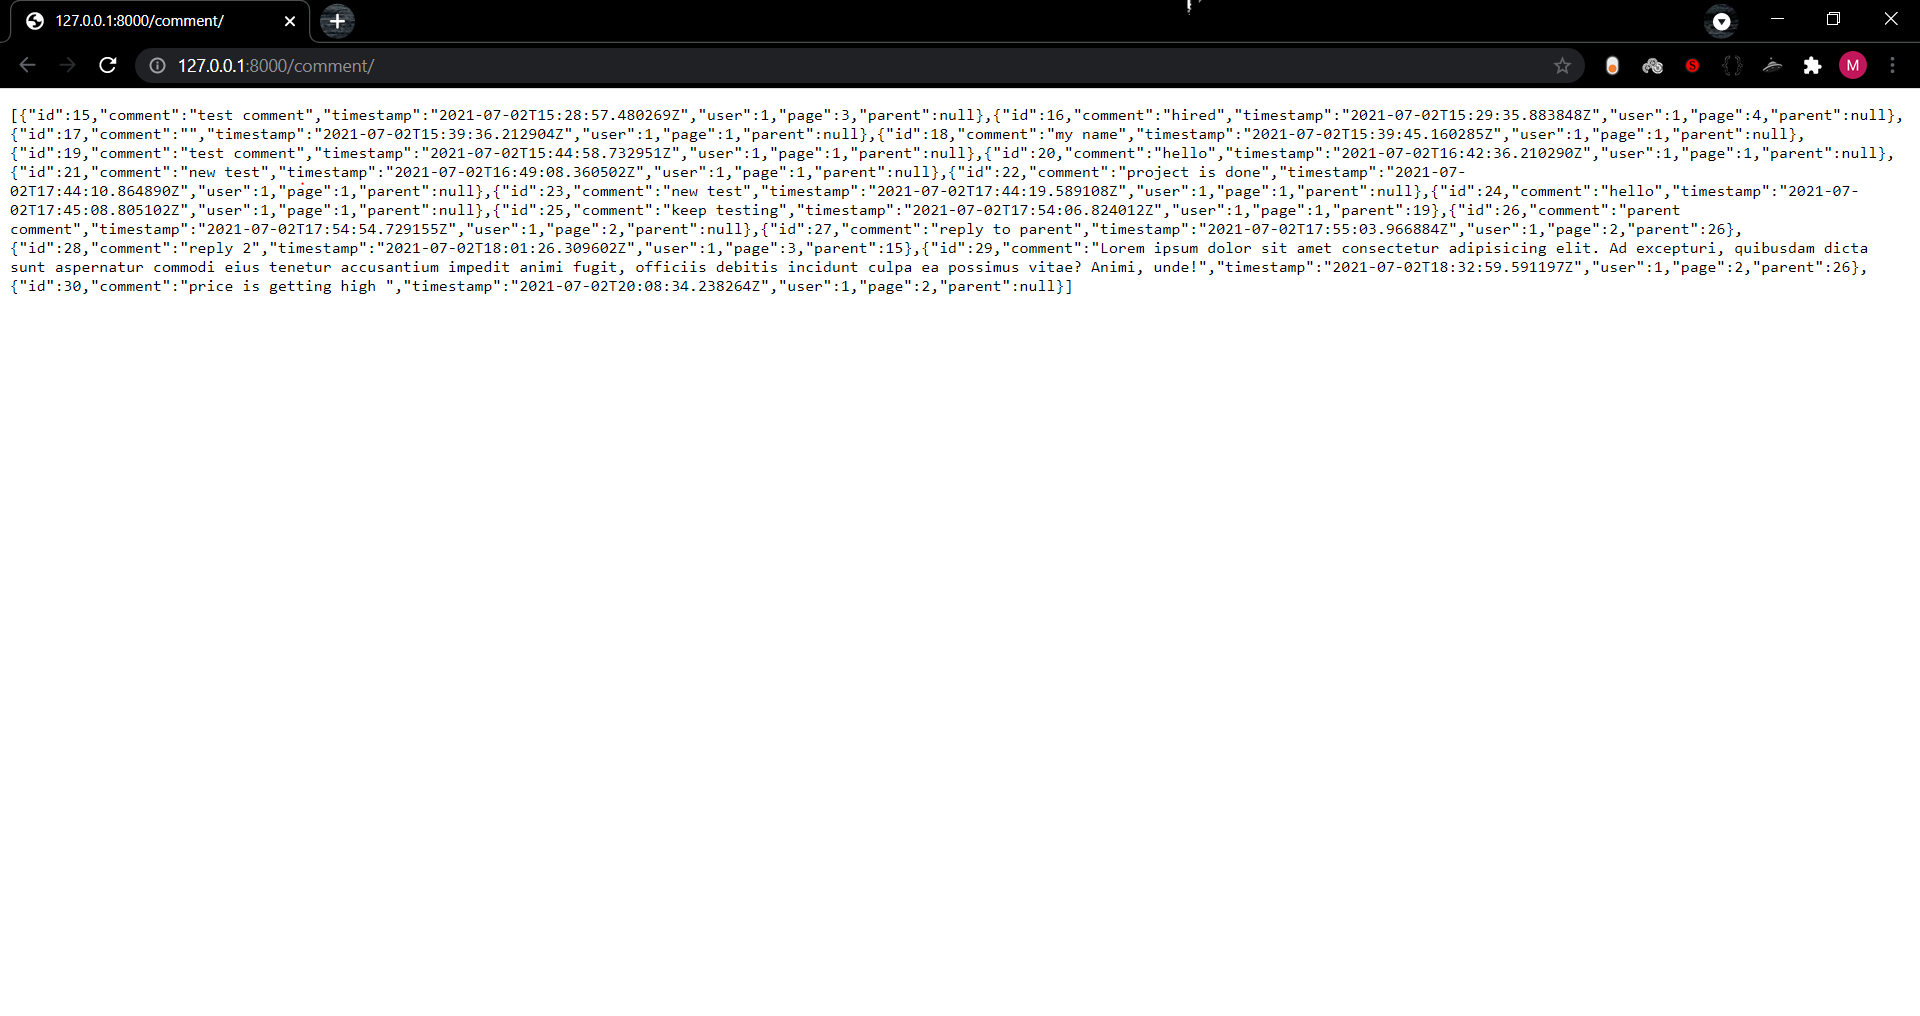 127.0.0.1:8000/comment/
127.0.0.1:8000/comment/
M
[{"id":15,"comment":"test comment","timestamp":"2021-07-02T15:28:57.480269Z","user":1,"page":3,"parent":null},{"id":16,"comment":"hired","timestamp":"2021-07-02T15:29:35.883848Z","user":1,"page":4,"parent":null},
{"id":17,"comment":"","timestamp":"2021-07-02T15:39:36.212904Z","user":1,"page":1,"parent":null},{"id":18,"comment":"my name","timestamp":"2021-07-02T15:39:45.160285Z","user":1,"page":1,"parent":null},
{"id":19,"comment":"test comment","timestamp":"2021-07-02T15:44:58.732951Z","user":1,"page":1,"parent":null},{"id":20,"comment":"hello","timestamp":"2021-07-02T16:42:36.210290Z","user":1,"page":1,"parent":null},
{"id":21,"comment":"new test","timestamp":"2021-07-02T16:49:08.360502Z","user":1,"page":1,"parent":null},{"id":22,"comment":"project is done","timestamp":"2021-07-
02T17:44:10.864890Z","user":1,"page":1,"parent":null},{"id":23,"comment":"new test","timestamp":"2021-07-02T17:44:19.589108Z","user":1,"page":1,"parent":null},{"id":24,"comment":"hello","timestamp":"2021-07-
02T17:45:08.805102Z","user":1,"page":1,"parent":null},{"id":25,"comment":"keep testing","timestamp":"2021-07-02T17:54:06.824012Z","user":1,"page":1,"parent":19},{"id":26,"comment":"parent
comment","timestamp":"2021-07-02T17:54:54.729155Z","user":1,"page":2,"parent":null},{"id":27,"comment":"reply to parent","timestamp":"2021-07-02T17:55:03.966884Z","user":1,"page":2,"parent":26},
{"id":28,"comment":"reply 2","timestamp":"2021-07-02T18:01:26.309602Z","user":1,"page":3,"parent":15},{"id":29,"comment":"Lorem ipsum dolor sit amet consectetur adipisicing elit. Ad excepturi, quibusdam dicta
sunt aspernatur commodi eius tenetur accusantium impedit animi fugit, officiis debitis incidunt culpa ea possimus vitae? Animi, unde!","timestamp":"2021-07-02T18:32:59.591197Z","user":1,"page":2,"parent":26},
{"id":30,"comment":"price is getting high ","timestamp":"2021-07-02T20:08:34.238264Z","user":1,"page":2,"parent":null}]